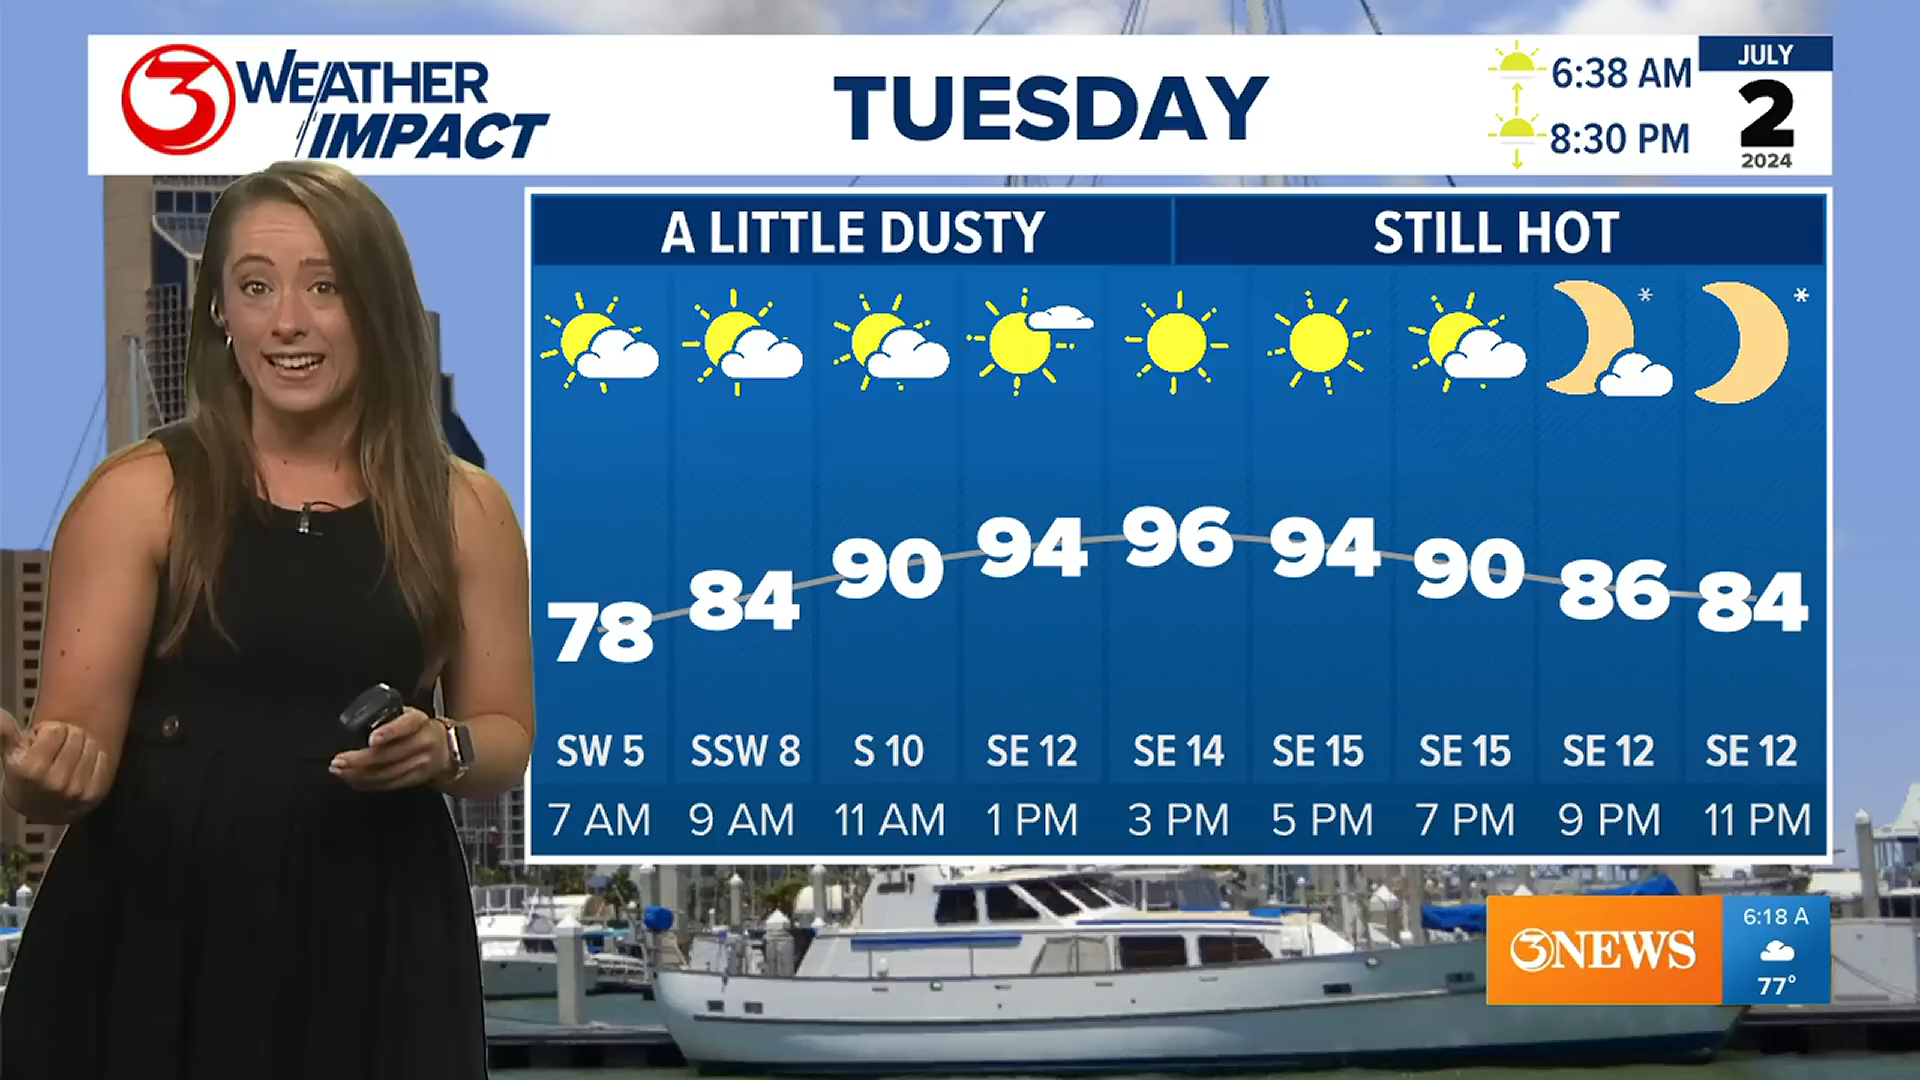 3 WEATHER
IMPACT
TUESDAY
6:38 AM
8:30 PM
JULY
2
2024
A LITTLE DUSTY
STILL HOT
78 84 90 94 96 94 90 86 84
SW 5 SSW 8 S 10 SE 12 SE 14 SE 15 SE 15 SE 12 SE 12
7 AM 9 AM 11 AM 1 PM 3 PM 5 PM 7 PM 9 PM 11 PM
3NEWS
6:18 A
77°